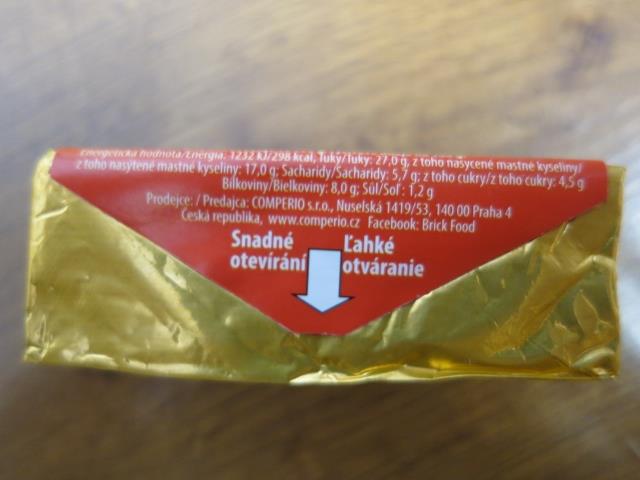 Energetická hodnota/Energia: 1232 kJ/298 kcal, Tuky/Tuky: 27,0 g, z toho nasycené mastné kyseliny/
z toho nasýtené mastné kyseliny: 17,0 g; Sacharidy/Sacharidy: 5,7 g; z toho cukry/z toho cukry: 4,5 g
Bílkoviny/Bielkoviny: 8,0 g; Sůl/Soľ: 1,2 g
Prodejce: / Predajca: COMPERIO s.r.o., Nuselská 1419/53, 140 00 Praha 4
Česká republika, www.comperio.cz Facebook: Brick Food
Snadné Ľahké
otevírání otváranie